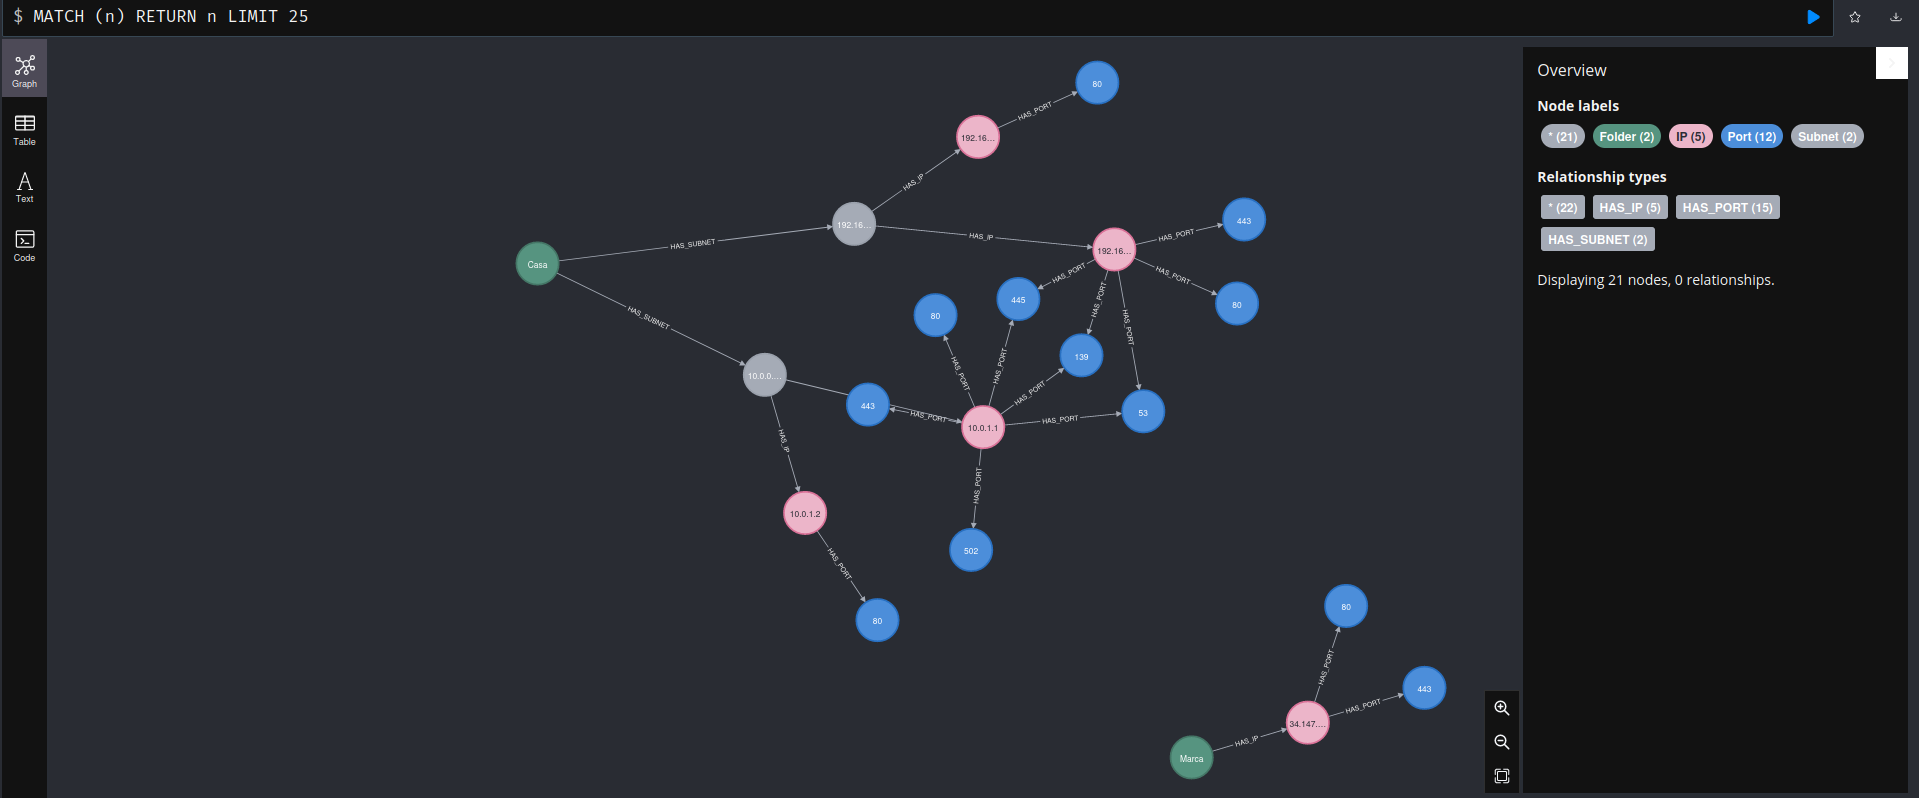 $ MATCH (n) RETURN n LIMIT 25
Graph
Table
Text
Code
80
HAS_PORT
192.16...
HAS_IP
192.16...
HAS_SUBNET
Casa
HAS_IP
192.16...
HAS_PORT
443
HAS_PORT
80
HAS_PORT
445
HAS_PORT
139
HAS_PORT
53
HAS_SUBNET
10.0.0....
443
HAS_PORT
10.0.1.1
80
HAS_PORT
HAS_PORT
HAS_PORT
HAS_PORT
HAS_PORT
502
HAS_IP
10.0.1.2
HAS_PORT
80
80
HAS_PORT
443
HAS_PORT
34.147....
HAS_IP
Marca
Overview
Node labels
* (21) Folder (2) IP (5) Port (12) Subnet (2)
Relationship types
* (22) HAS_IP (5) HAS_PORT (15)
HAS_SUBNET (2)
Displaying 21 nodes, 0 relationships.